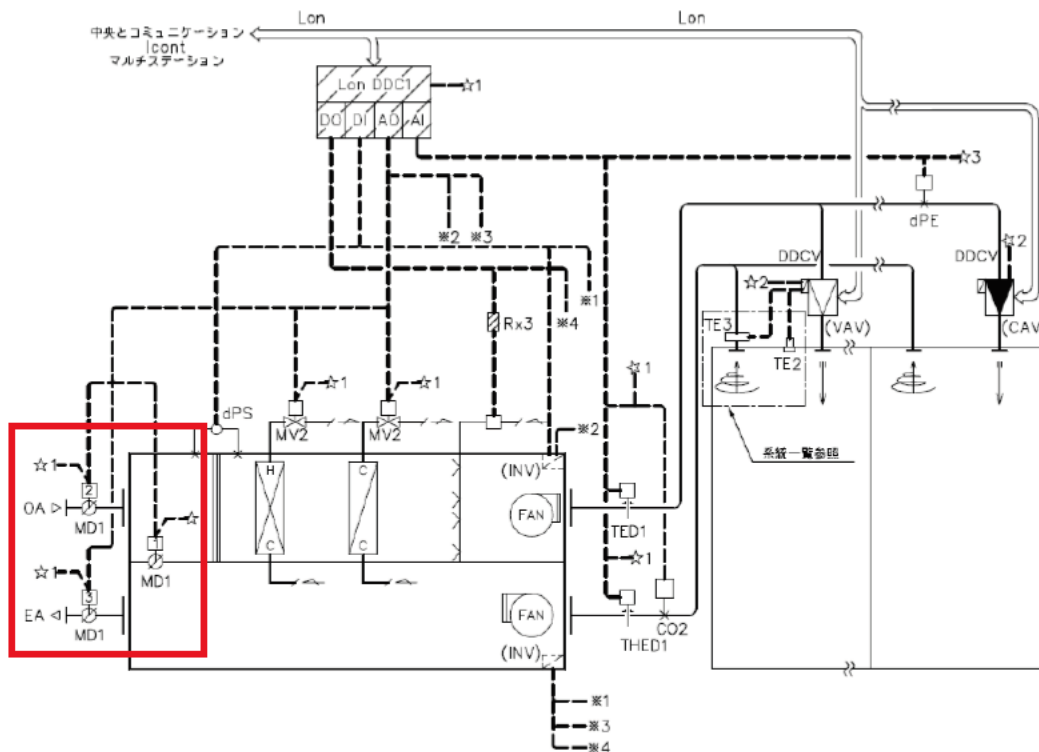 Lon
Lon
中央とコミュニケーション
Icont
マルチステーション
Lon DDC1
☆1
DO DI AO AI
☆3
dPE
※2
※3
DDCV
DDCV
☆2
☆2
※1
※4
Rx3
TE3
(VAV)
(CAV
TE2
☆1
☆1
☆1
dPS
MV2
MV2
※2
系統一覧参照
(INV)
☆1
2
H
C
FAN
OA
MD1
☆
1
TED1
C
C
☆1
☆1
MD1
3
EA
MD1
FAN
CO2
THED1
(INV)
※1
※3
※4